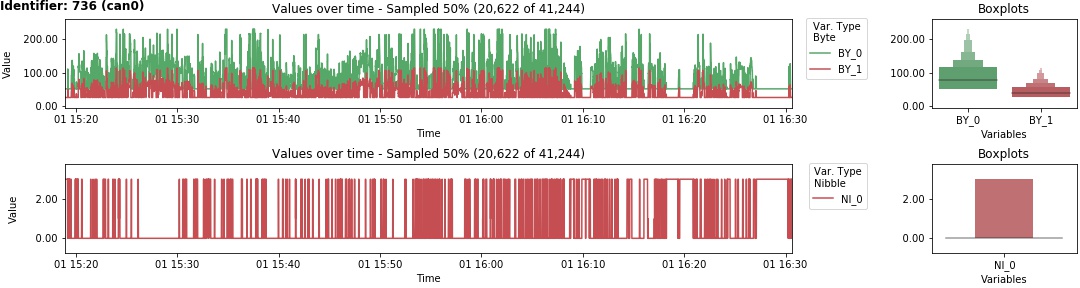 Identifier: 736 (can0)
Values over time - Sampled 50% (20,622 of 41,244)
Boxplots
Value
200.00
100.00
0.00
01 15:20
01 15:30
01 15:40
01 15:50
01 16:00
01 16:10
01 16:20
01 16:30
Time
Var. Type
Byte
BY_0
BY_1
200.00
100.00
0.00
BY_0
BY_1
Variables
Values over time - Sampled 50% (20,622 of 41,244)
Boxplots
Value
2.00
0.00
01 15:20
01 15:30
01 15:40
01 15:50
01 16:00
01 16:10
01 16:20
01 16:30
Time
Var. Type
Nibble
NI_0
2.00
0.00
NI_0
Variables